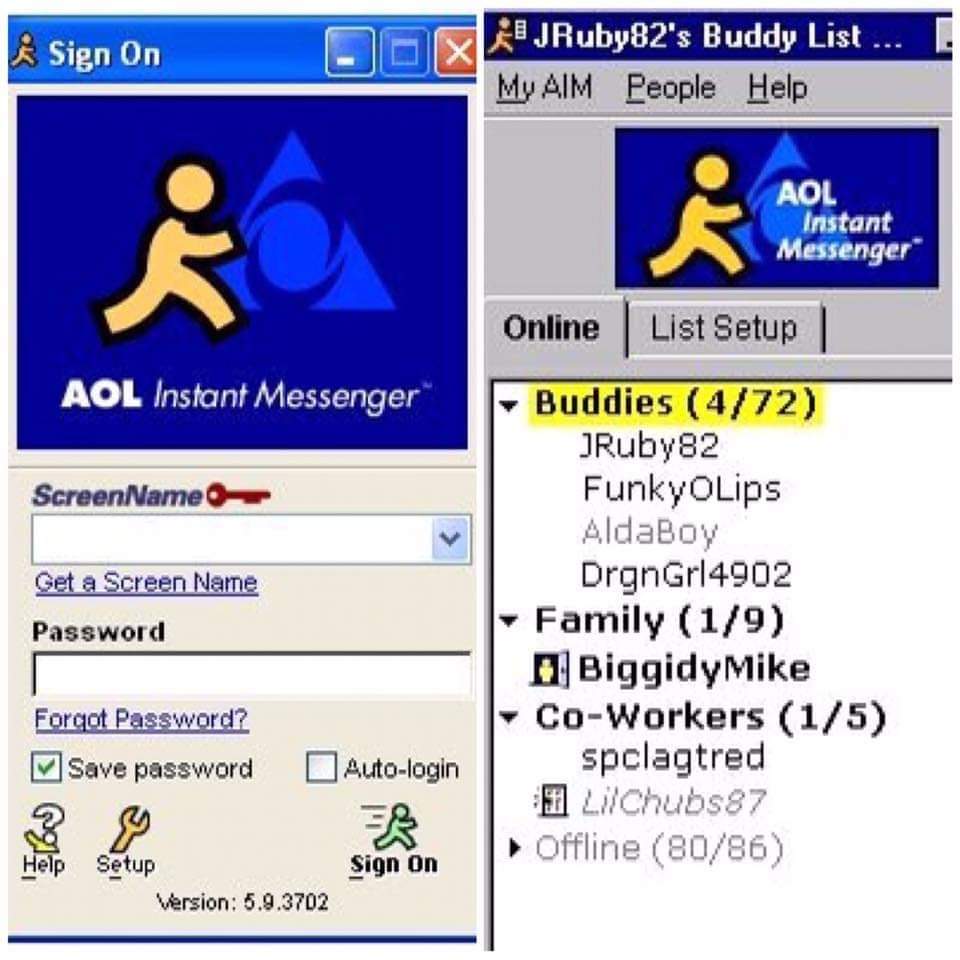 Sign On
AOL Instant Messenger™
ScreenName
Get a Screen Name
Password
Forgot Password?
Save password
Auto-login
Help
Setup
Sign On
Version: 5.9.3702
JRuby82's Buddy List ...
My AIM People Help
AOL
Instant
Messenger™
Online
List Setup
Buddies (4/72)
JRuby82
FunkyOLips
AldaBoy
DrgnGrl4902
Family (1/9)
BiggidyMike
Co-Workers (1/5)
spclagtred
LilChubs87
Offline (80/86)